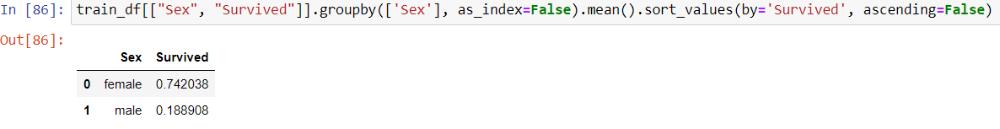 In [86]: train_df[["Sex", "Survived"]].groupby(['Sex'], as_index=False).mean().sort_values(by='Survived', ascending=False)
Out[86]:
Sex Survived
0 female 0.742038
1 male 0.188908